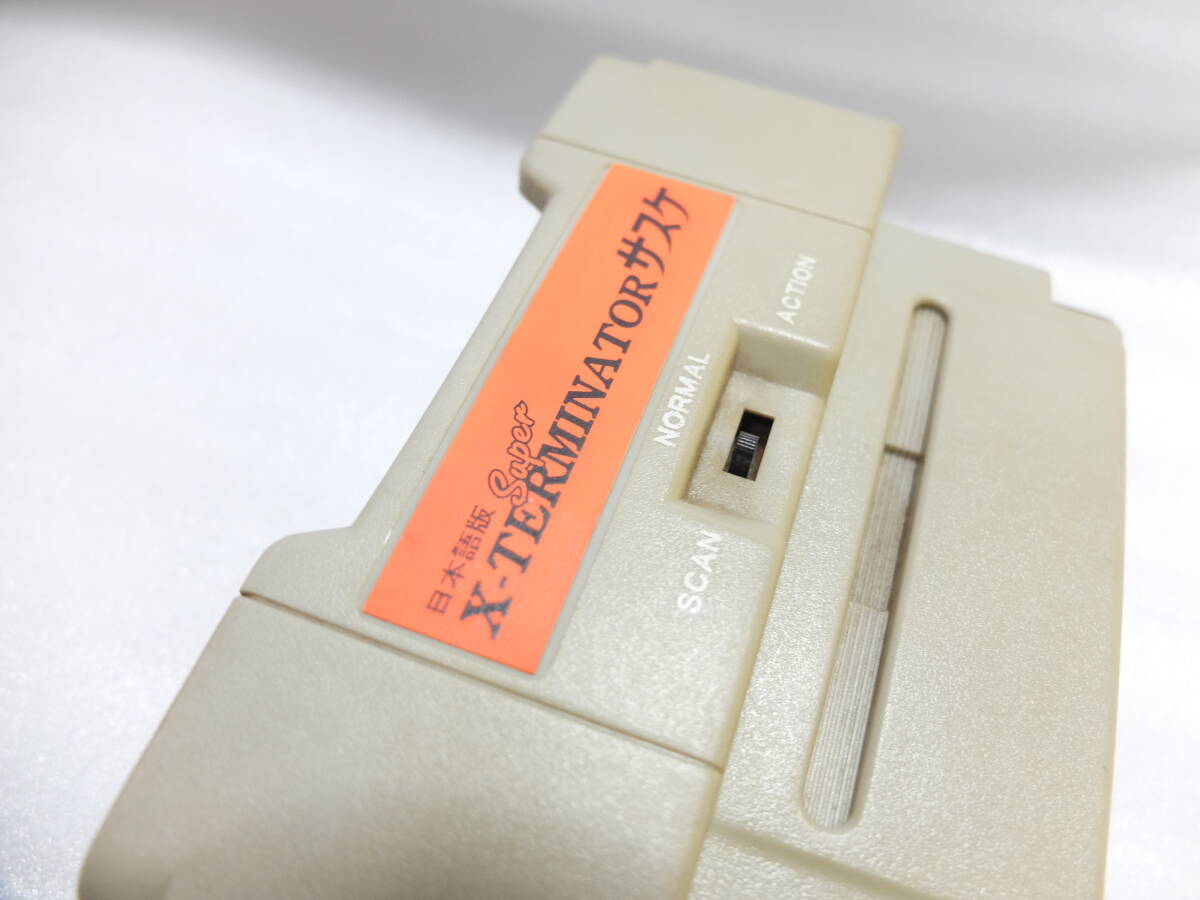 日本語版 Super
X-TERMINATORサスケ
SCAN NORMAL ACTION